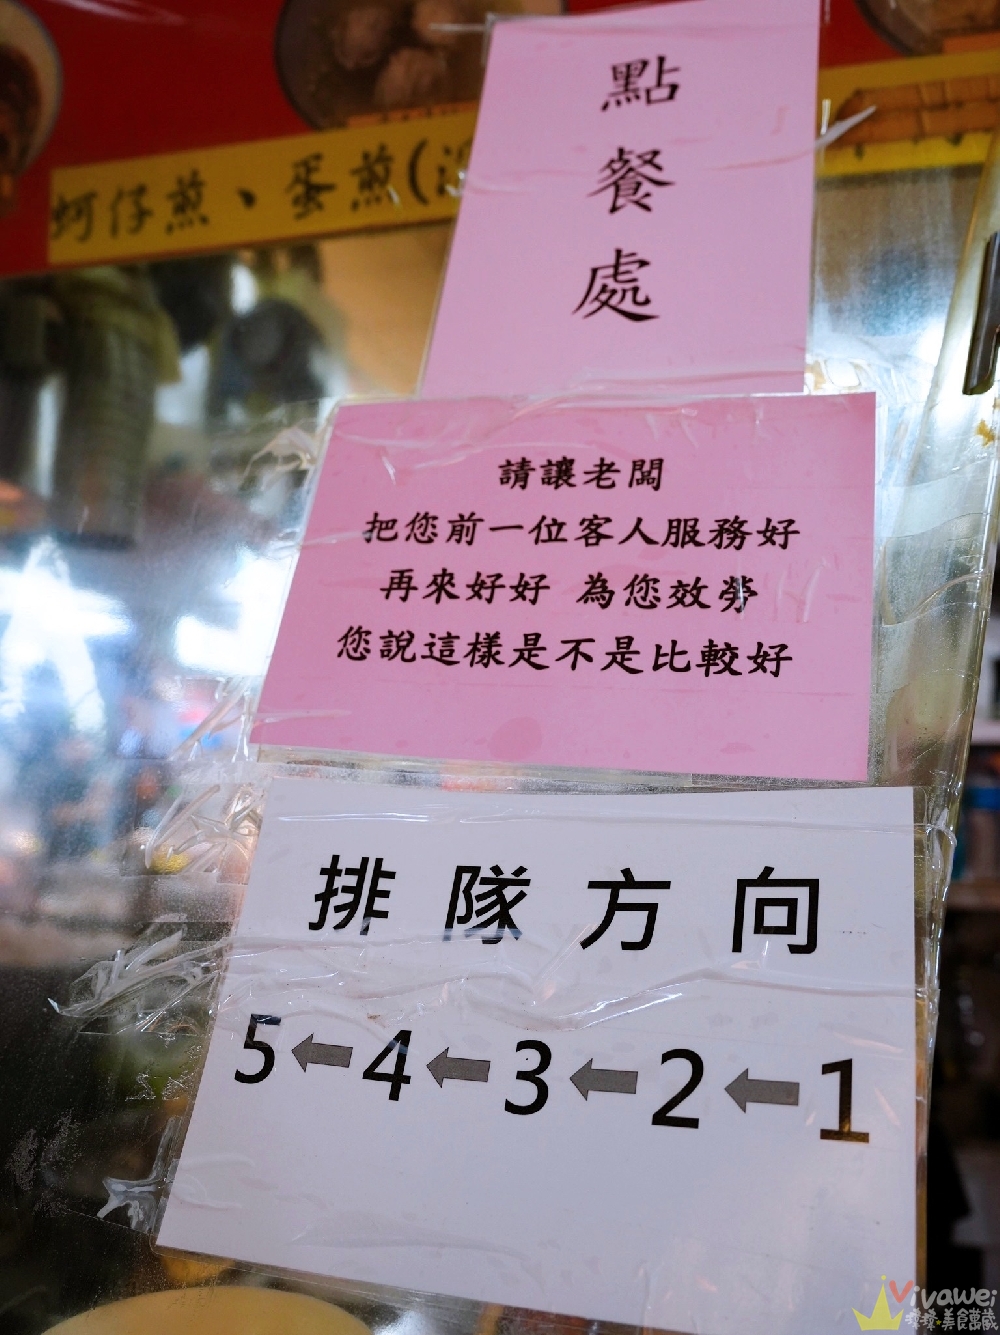 點餐處
蚵仔煎、蛋煎(
請讓老闆
把您前一位客人服務好
再來好好 為您效勞
您說這樣是不是比較好
排隊方向
5←4←3←2←1
Vivawei